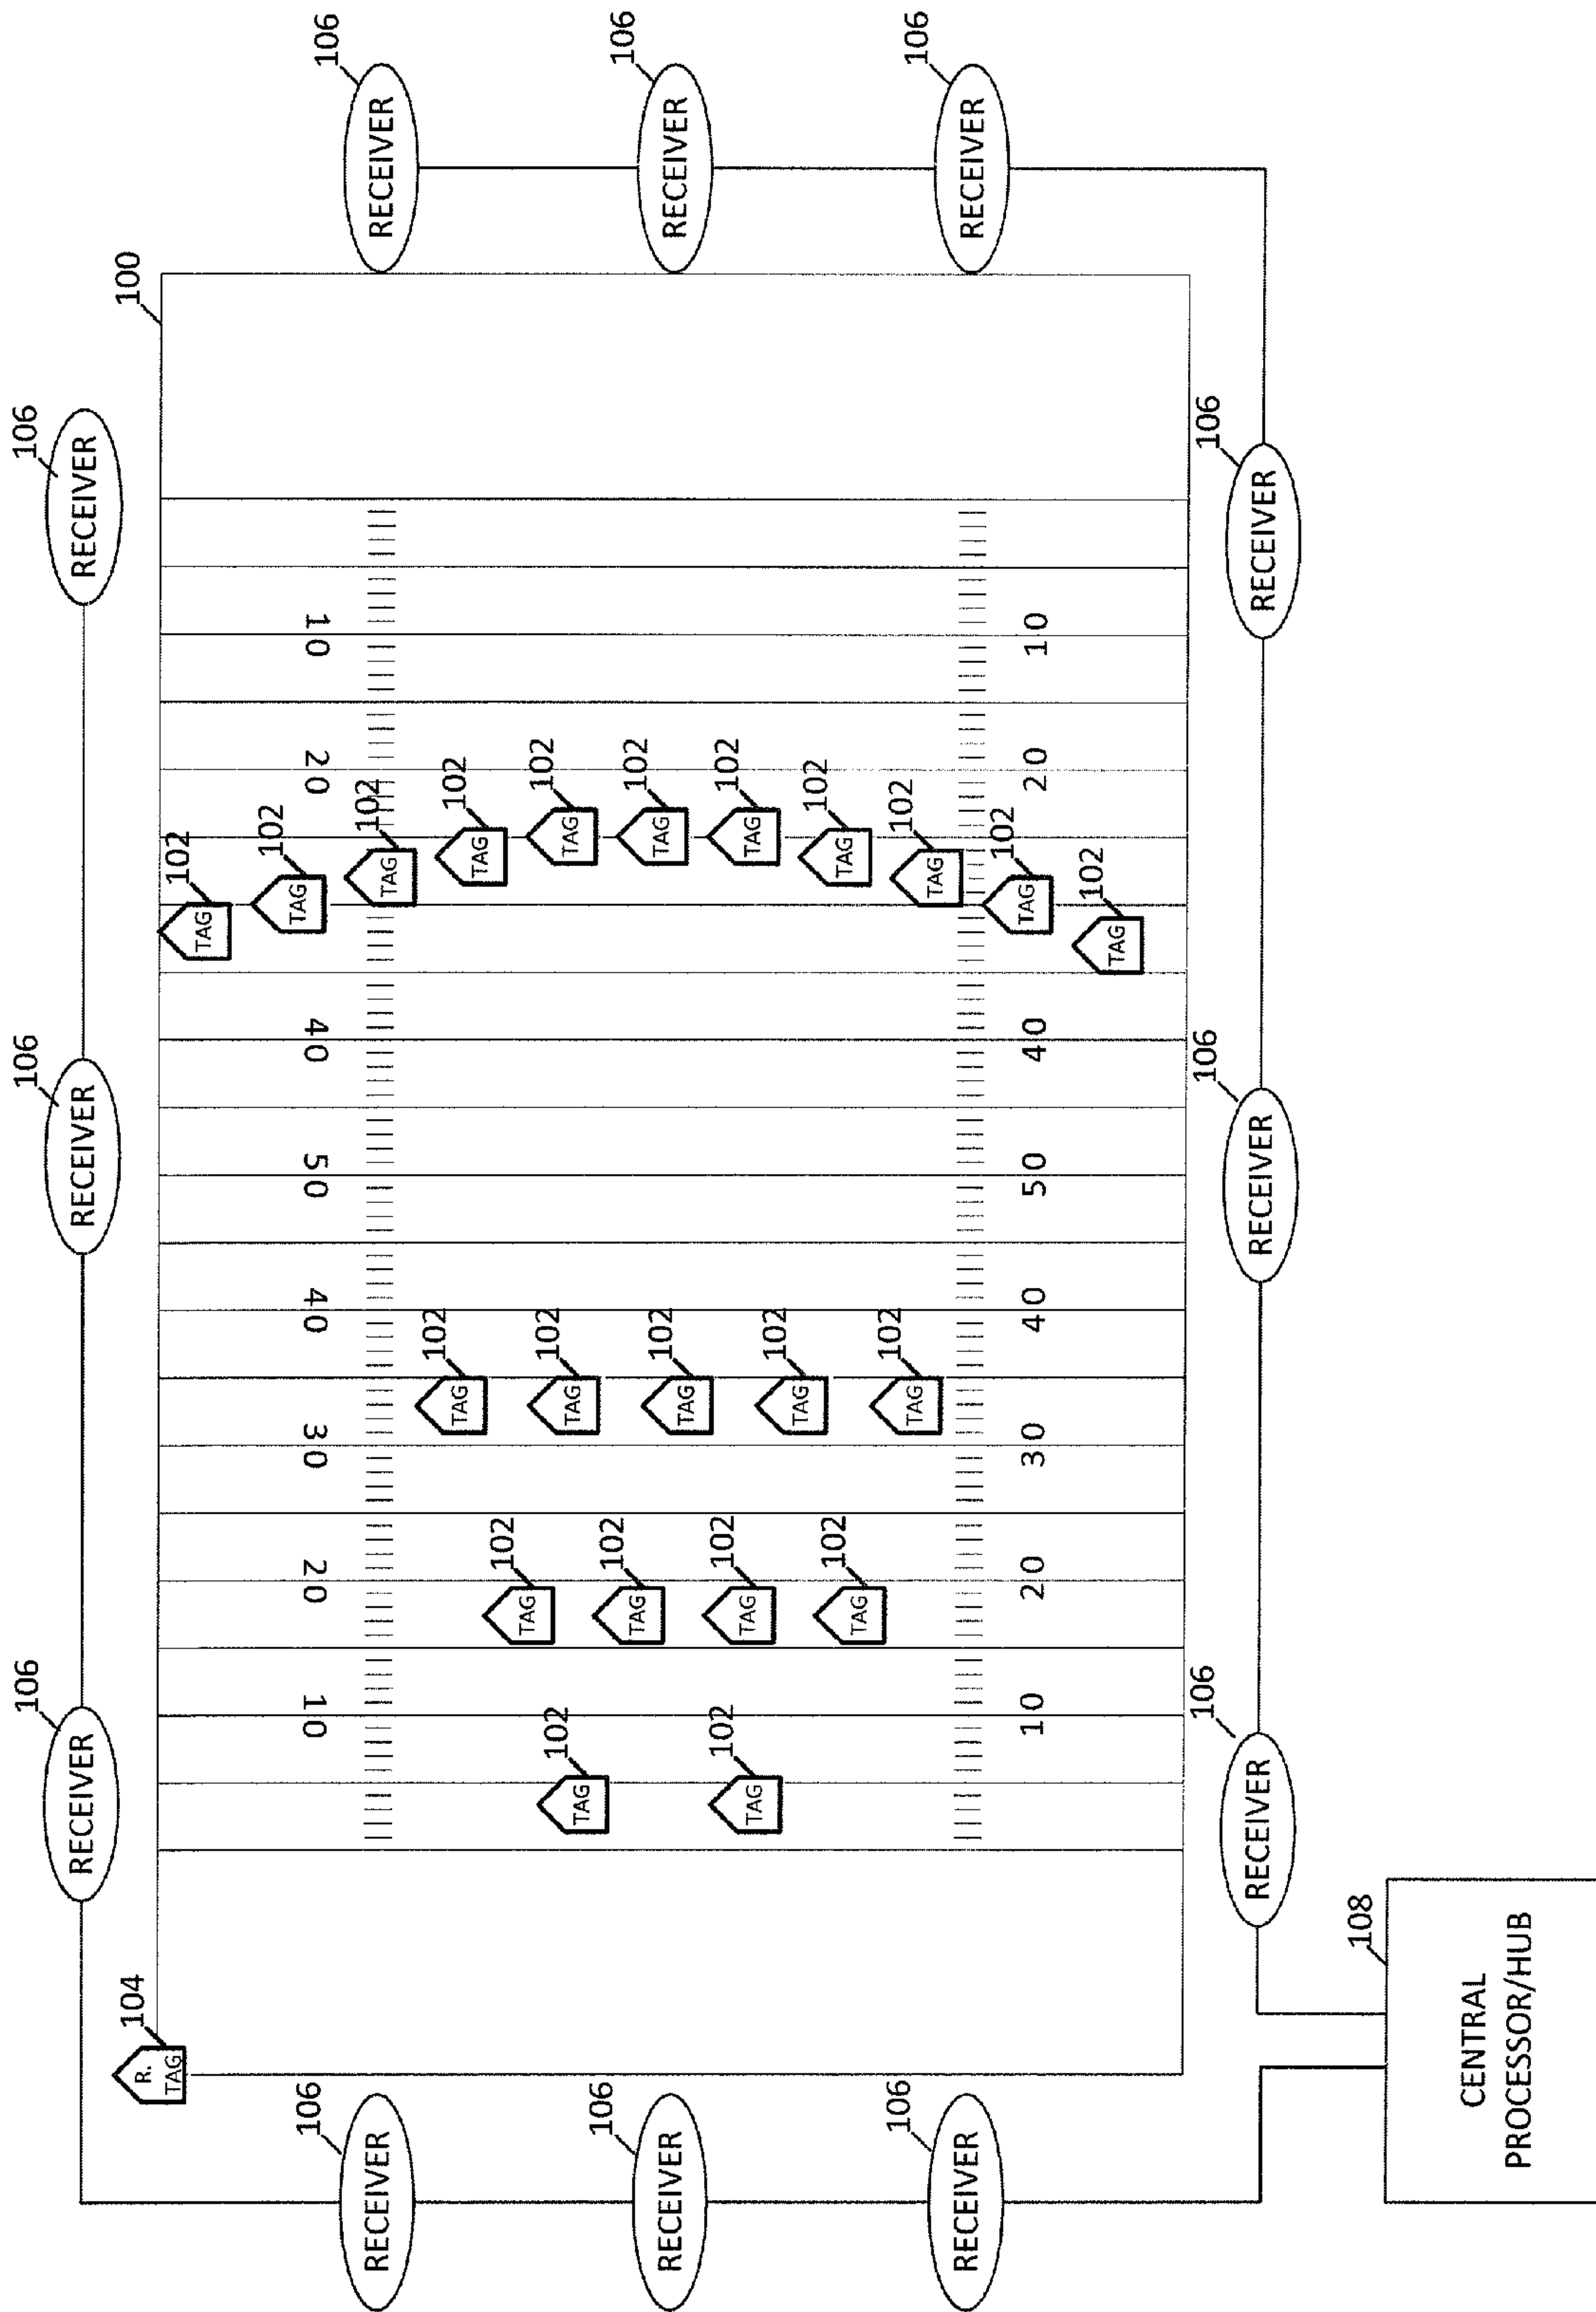 106 106 106
RECEIVER RECEIVER RECEIVER
104 100
R.
TAG
102
TAG
102
TAG
106 10 20 30 40 50 40 20 10 106
102
RECEIVER TAG RECEIVER
102 102
TAG TAG
102
TAG
102 102 102
TAG TAG TAG
106 102 106
TAG
102
TAG
102
RECEIVER TAG RECEIVER
102 102 102
TAG TAG TAG
102
TAG
102 102
TAG TAG
106 102 102 106
TAG TAG
RECEIVER RECEIVER
102
TAG
10 20 30 40 50 40 20 10
102
TAG
106 106 106
RECEIVER RECEIVER RECEIVER
108
CENTRAL
PROCESSOR/HUB